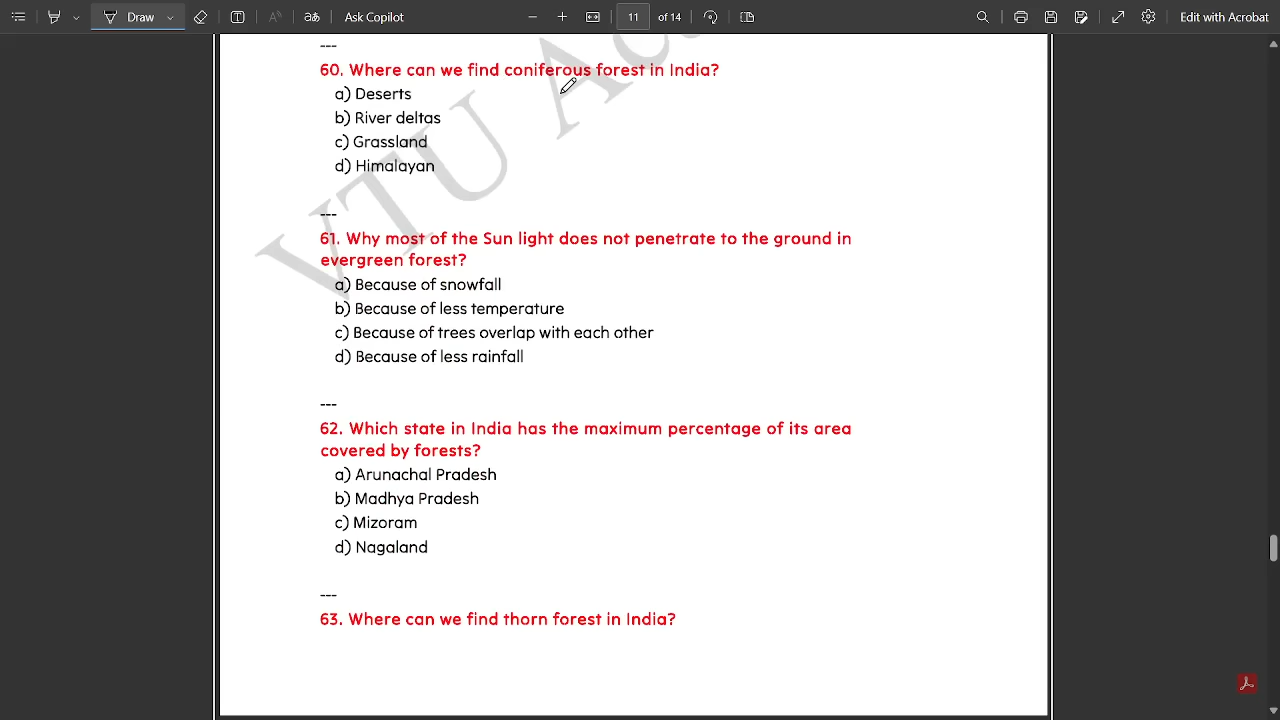 Draw
Ask Copilot
11 of 14
Edit with Acrobat
---
60. Where can we find coniferous forest in India?
a) Deserts
b) River deltas
c) Grassland
d) Himalayan
---
61. Why most of the Sun light does not penetrate to the ground in
evergreen forest?
a) Because of snowfall
b) Because of less temperature
c) Because of trees overlap with each other
d) Because of less rainfall
---
62. Which state in India has the maximum percentage of its area
covered by forests?
a) Arunachal Pradesh
b) Madhya Pradesh
c) Mizoram
d) Nagaland
---
63. Where can we find thorn forest in India?
VTU